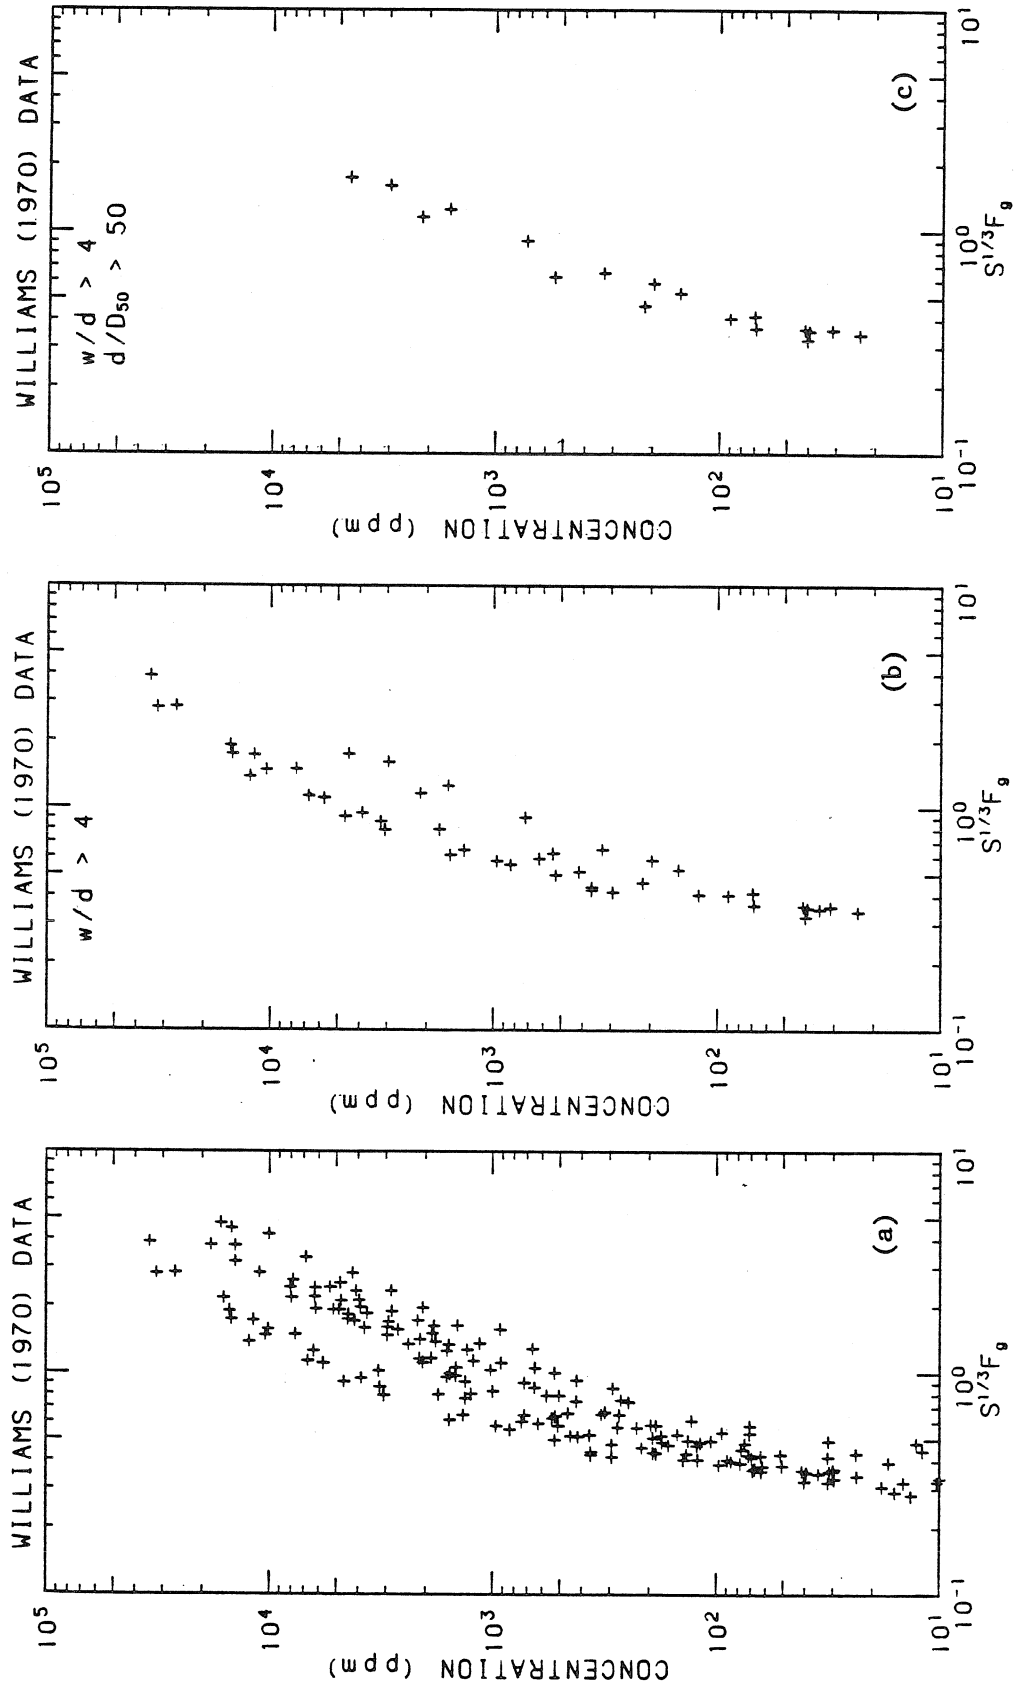 WILLIAMS (1970) DATA
CONCENTRATION (ppm)
10⁵
10⁴
10³
10²
10¹
10⁻¹
10⁰
10¹
S¹/³F_g
(a)
WILLIAMS (1970) DATA
w/d > 4
CONCENTRATION (ppm)
10⁵
10⁴
10³
10²
10¹
10⁻¹
10⁰
10¹
S¹/³F_g
(b)
WILLIAMS (1970) DATA
w/d > 4
d/D₅₀ > 50
CONCENTRATION (ppm)
10⁵
10⁴
10³
10²
10¹
10⁻¹
10⁰
10¹
S¹/³F_g
(c)